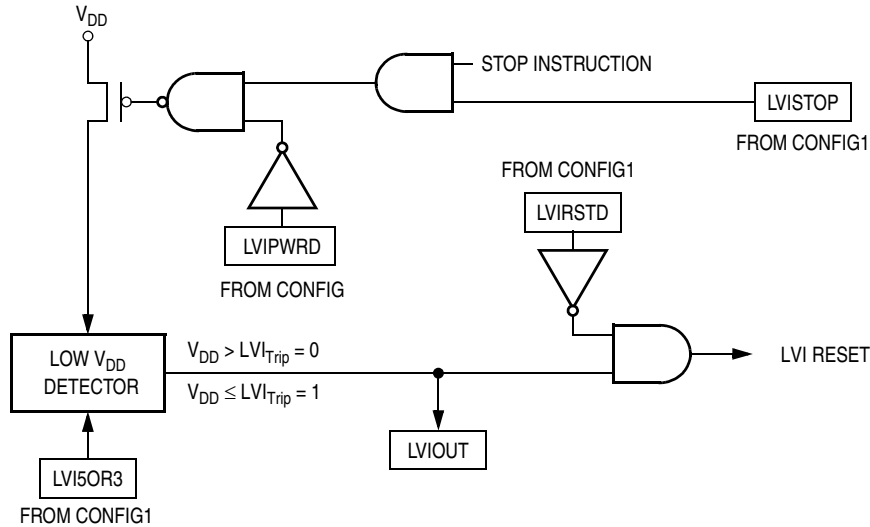 VDD
STOP INSTRUCTION
LVISTOP
FROM CONFIG1
FROM CONFIG1
LVIRSTD
LVIPWRD
FROM CONFIG
LOW VDD
DETECTOR
VDD > LVITrip = 0
VDD ≤ LVITrip = 1
LVI RESET
LVIOUT
LVI5OR3
FROM CONFIG1